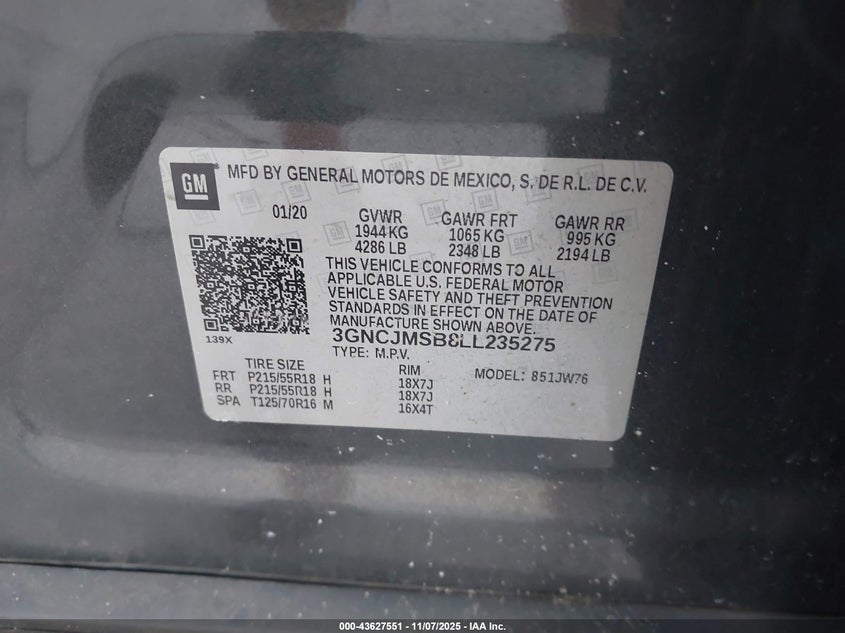 GM
MFD BY GENERAL MOTORS DE MEXICO, S. DE R.L. DE C.V.
01/20 GVWR GAWR FRT GAWR RR
1944 KG 1065 KG 995 KG
4286 LB 2348 LB 2194 LB
THIS VEHICLE CONFORMS TO ALL
APPLICABLE U.S. FEDERAL MOTOR
VEHICLE SAFETY AND THEFT PREVENTION
STANDARDS IN EFFECT ON THE DATE OF
MANUFACTURE SHOWN ABOVE.
139X
3GNCJMSB8LL235275
TYPE: M.P.V.
TIRE SIZE RIM MODEL: 851JW76
FRT P215/55R18 H 18X7J
RR P215/55R18 H 18X7J
SPA T125/70R16 M 16X4T
000-43627551 - 11/07/2025 - IAA Inc.